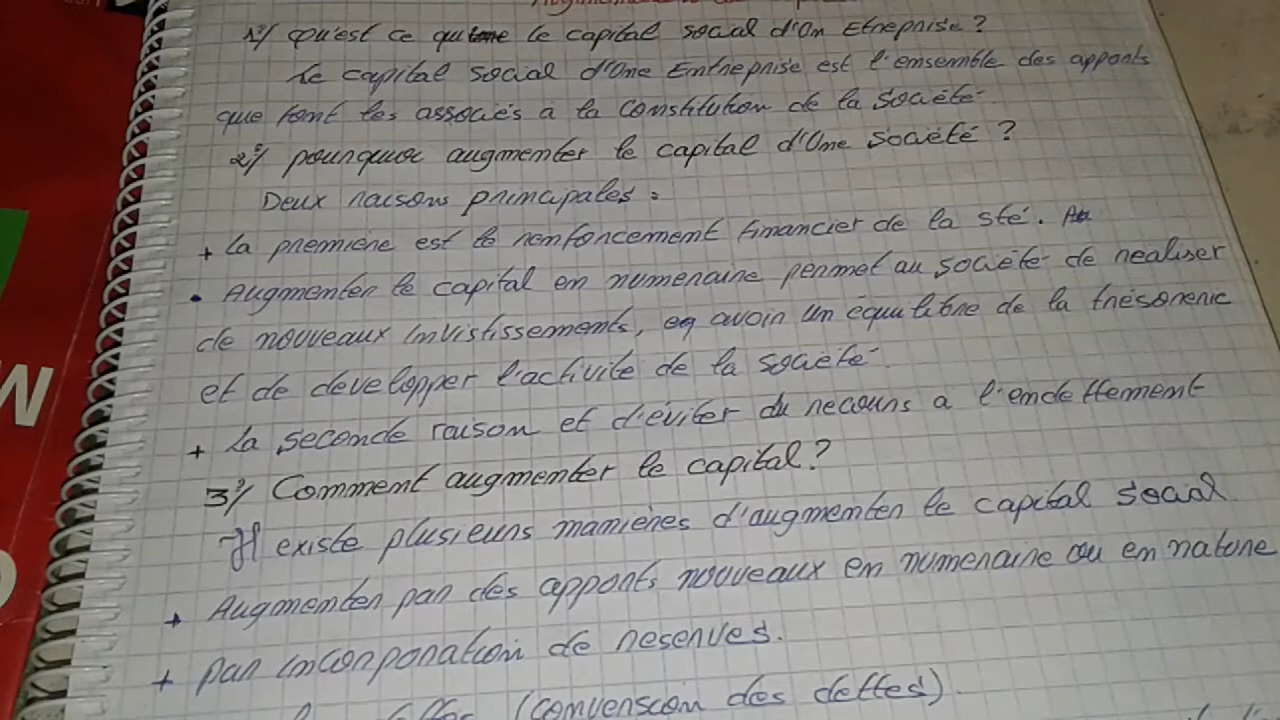 1°/ qu'est ce que le capital social d'Un Etreprise ?
Le capital social d'Une Entreprise est l'ensemble des apports
que font les associés à la constitution de la société.
2°/ pourquoi augmenter le capital d'Une société ?
Deux raisons principales :
+ La première est le renforcement financier de la sté.
• Augmenter le capital en numeraire permet au société de realiser
de nouveaux invistissements, avoir un équilibre de la trésorerie
et de developper l'activité de la société.
+ La seconde raison et d'éviter du recours à l'endettement
3°/ Comment augmenter le capital ?
Il existe plusieurs manières d'augmenter le capital social.
+ Augmenter par des apports nouveaux en numeraire ou en nature
+ par incorporation de reserves.
(conversion des dettes).